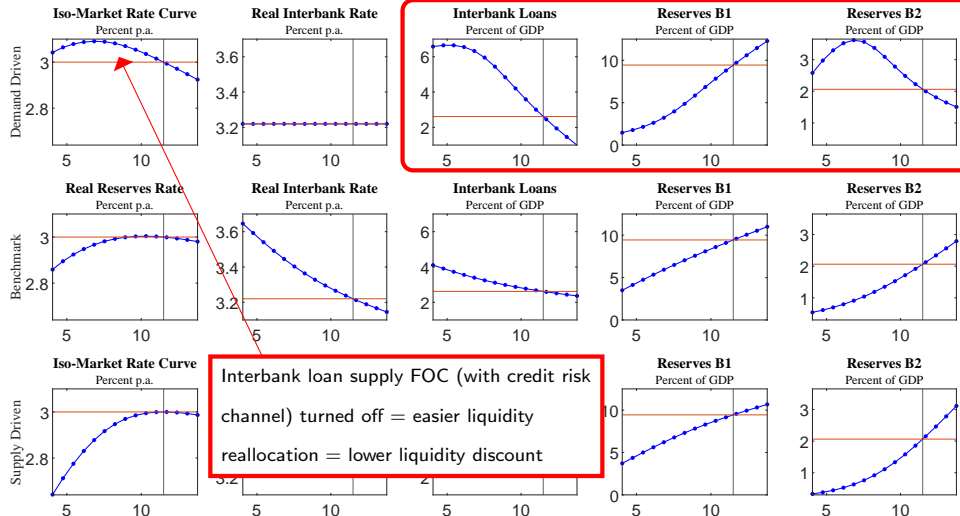 Iso-Market Rate Curve
Percent p.a.
Real Interbank Rate
Percent p.a.
Interbank Loans
Percent of GDP
Reserves B1
Percent of GDP
Reserves B2
Percent of GDP
Demand Driven
3
2.8
5 10
3.6
3.4
3.2
5 10
6
4
2
5 10
10
5
0
5 10
3
2
1
5 10
Real Reserves Rate
Percent p.a.
Real Interbank Rate
Percent p.a.
Interbank Loans
Percent of GDP
Reserves B1
Percent of GDP
Reserves B2
Percent of GDP
Benchmark
3
2.8
5 10
3.6
3.4
3.2
5 10
6
4
2
5 10
10
5
0
5 10
3
2
1
5 10
Iso-Market Rate Curve
Percent p.a.
Reserves B1
Percent of GDP
Reserves B2
Percent of GDP
Supply Driven
3
2.8
5 10
Interbank loan supply FOC (with credit risk
channel) turned off = easier liquidity
reallocation = lower liquidity discount
3.2
5 10
2
5 10
10
5
0
5 10
3
2
1
5 10